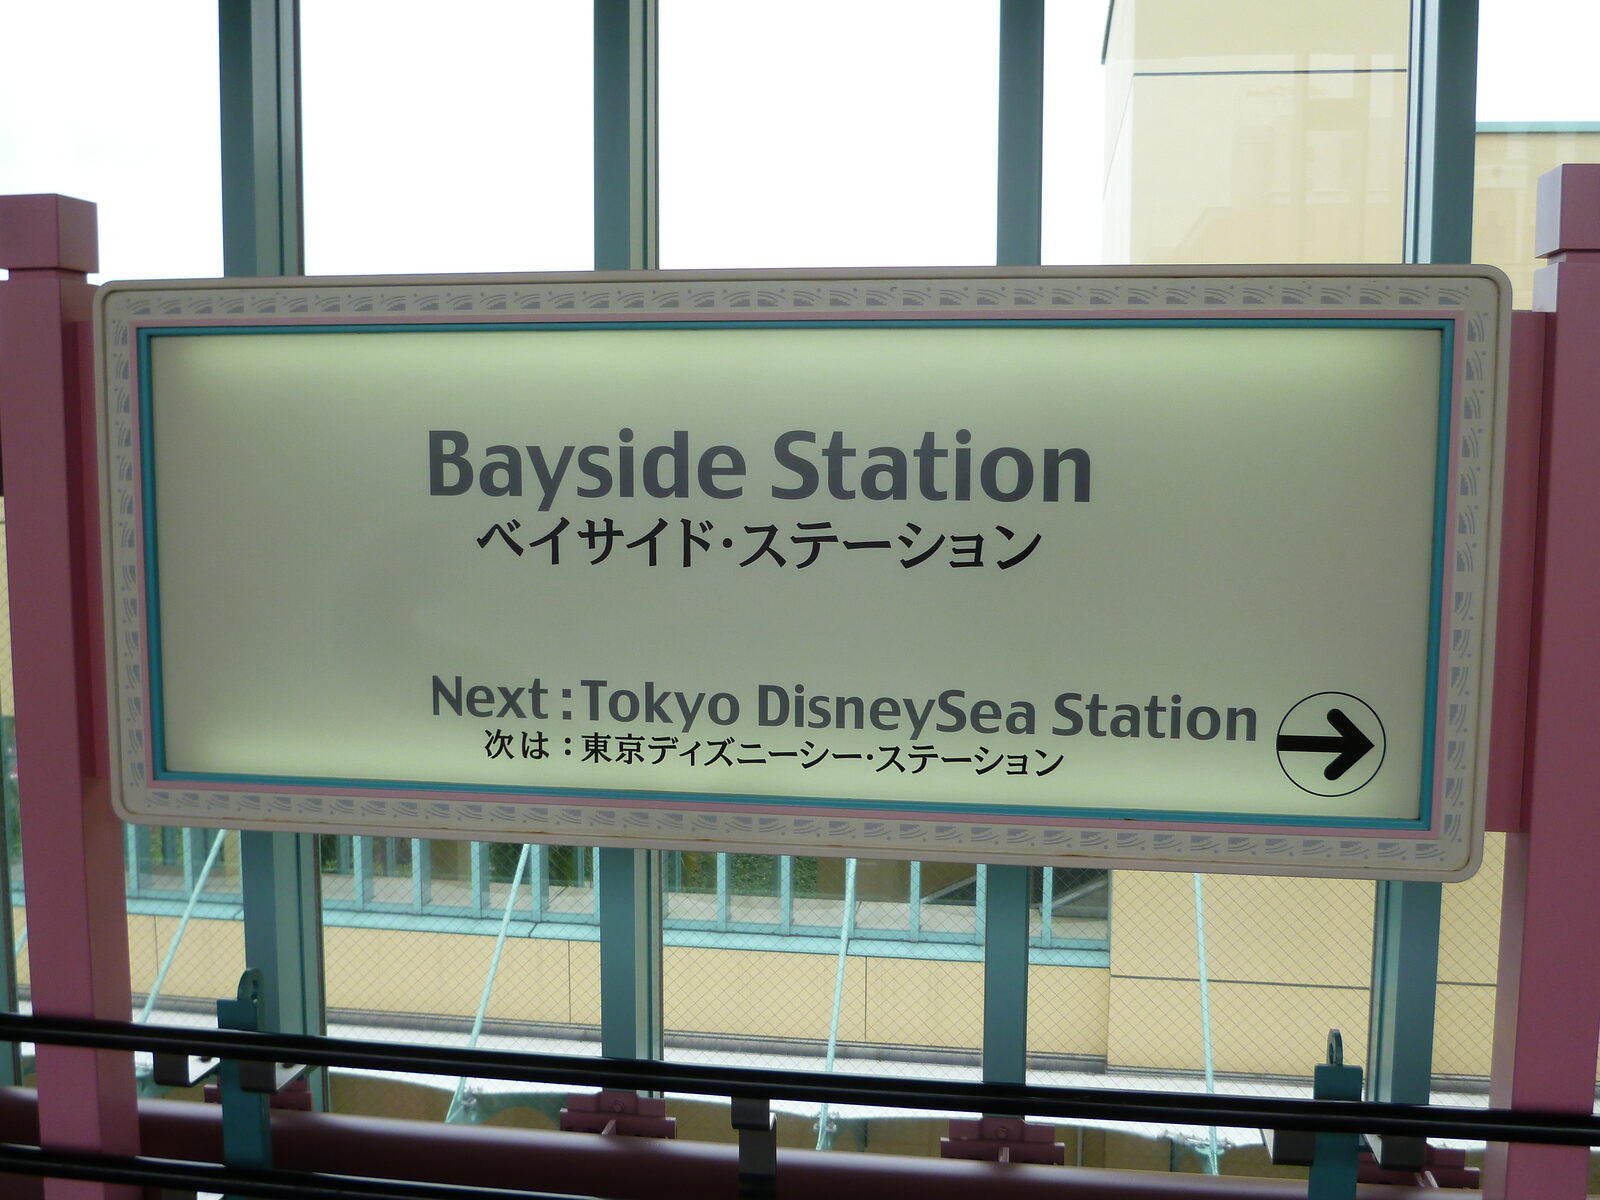 Bayside Station
ベイサイド・ステーション
Next : Tokyo DisneySea Station
次は：東京ディズニーシー・ステーション